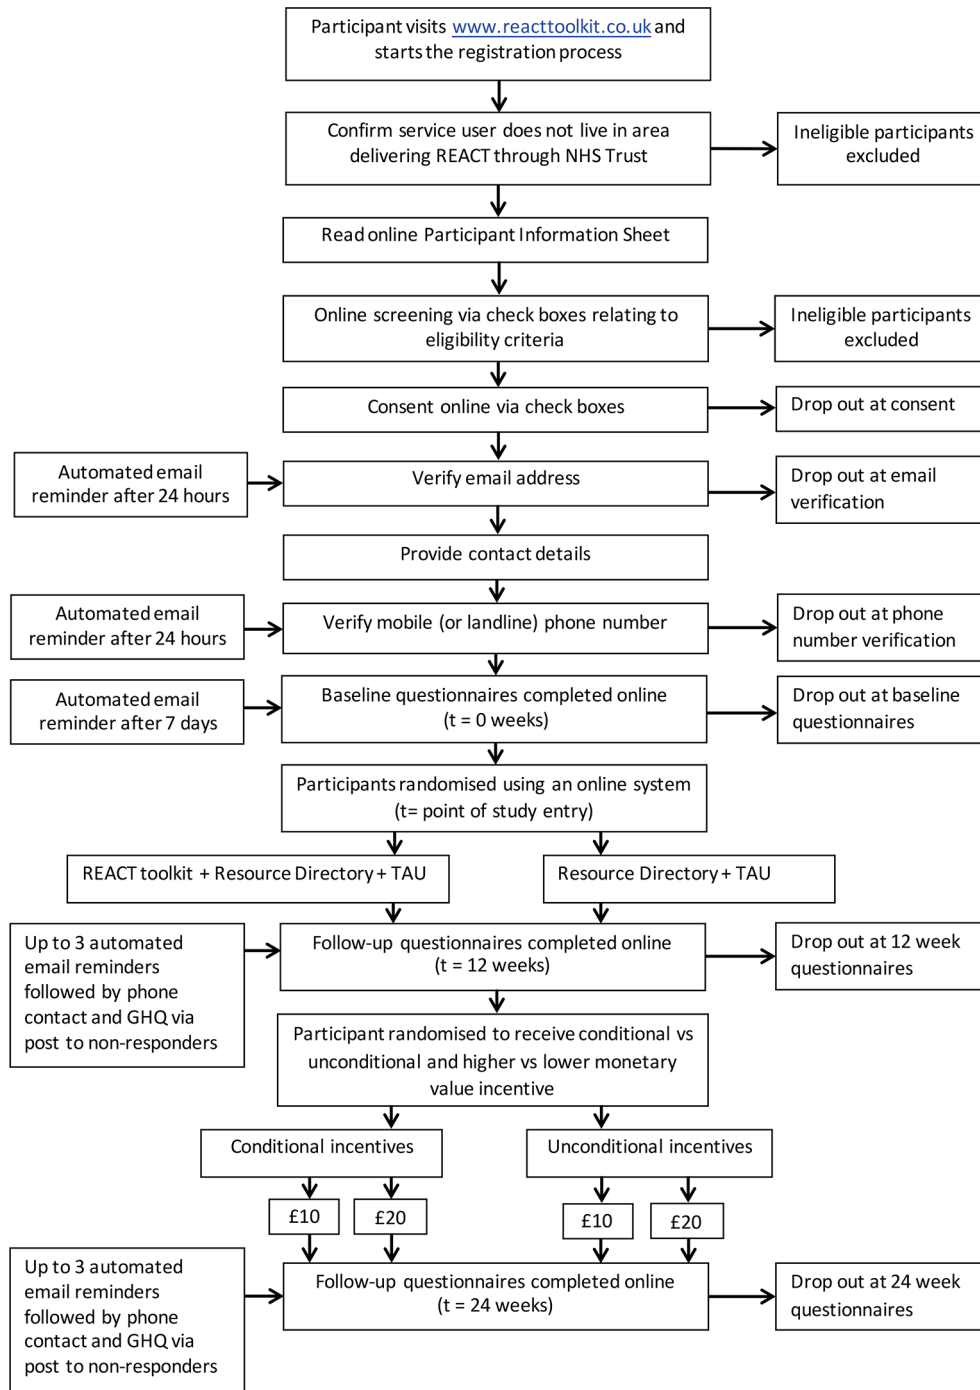 Participant visits www.reacttoolkit.co.uk and
starts the registration process
Confirm service user does not live in area
delivering REACT through NHS Trust
Ineligible participants
excluded
Read online Participant Information Sheet
Online screening via check boxes relating to
eligibility criteria
Ineligible participants
excluded
Consent online via check boxes
Drop out at consent
Automated email
reminder after 24 hours
Verify email address
Drop out at email
verification
Provide contact details
Automated email
reminder after 24 hours
Verify mobile (or landline) phone number
Drop out at phone
number verification
Automated email
reminder after 7 days
Baseline questionnaires completed online
(t = 0 weeks)
Drop out at baseline
questionnaires
Participants randomised using an online system
(t= point of study entry)
REACT toolkit + Resource Directory + TAU
Resource Directory + TAU
Up to 3 automated
email reminders
followed by phone
contact and GHQ via
post to non-responders
Follow-up questionnaires completed online
(t = 12 weeks)
Drop out at 12 week
questionnaires
Participant randomised to receive conditional vs
unconditional and higher vs lower monetary
value incentive
Conditional incentives
Unconditional incentives
£10
£20
£10
£20
Up to 3 automated
email reminders
followed by phone
contact and GHQ via
post to non-responders
Follow-up questionnaires completed online
(t = 24 weeks)
Drop out at 24 week
questionnaires